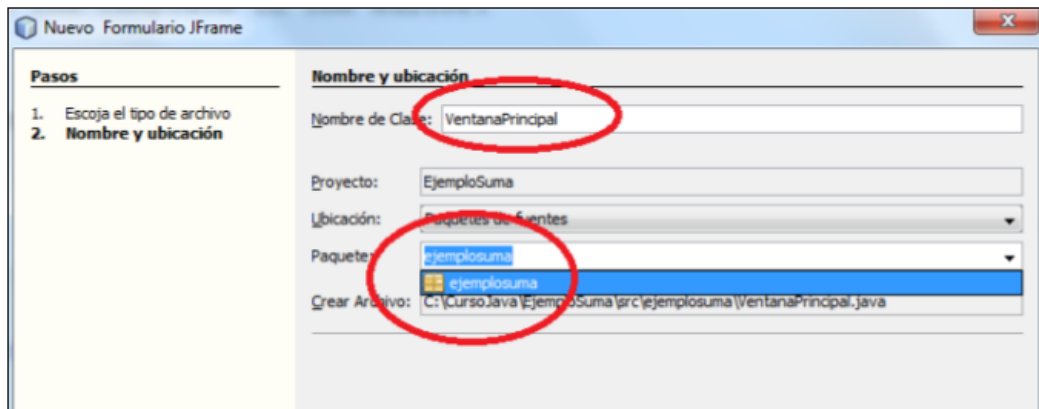 Nuevo Formulario JFrame
Pasos
1. Escoja el tipo de archivo
2. Nombre y ubicación
Nombre y ubicación
Nombre de Clase: VentanaPrincipal
Proyecto: EjemploSuma
Ubicación: Paquetes de fuentes
Paquete: ejemplosuma
ejemplosuma
Crear Archivo: C:\CursoJava\EjemploSuma\src\ejemplosuma\VentanaPrincipal.java